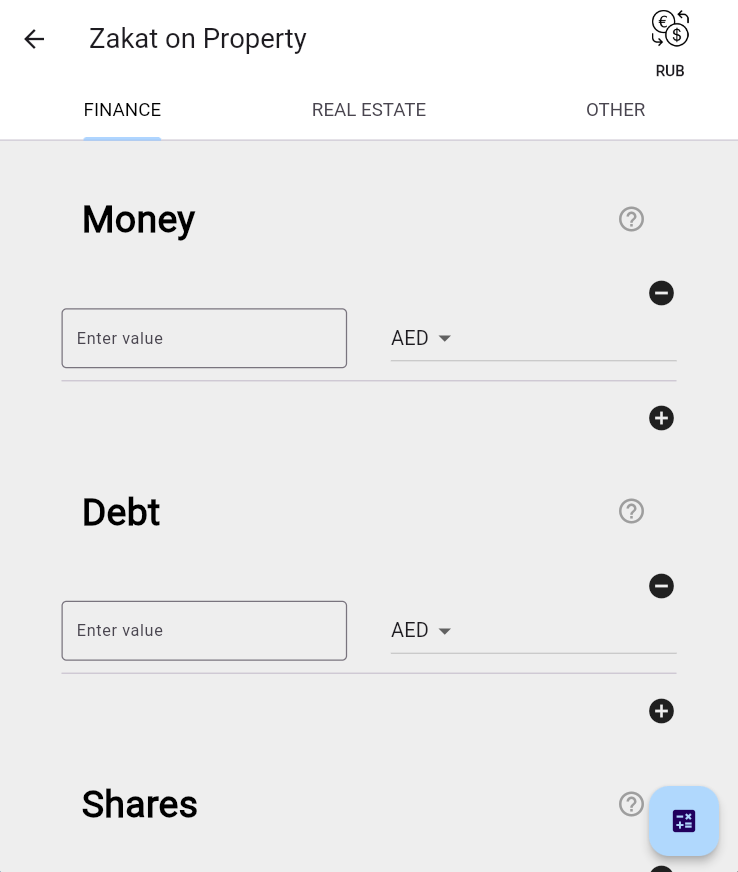 Zakat on Property
RUB
FINANCE
REAL ESTATE
OTHER
Money
Enter value
AED
Debt
Enter value
AED
Shares